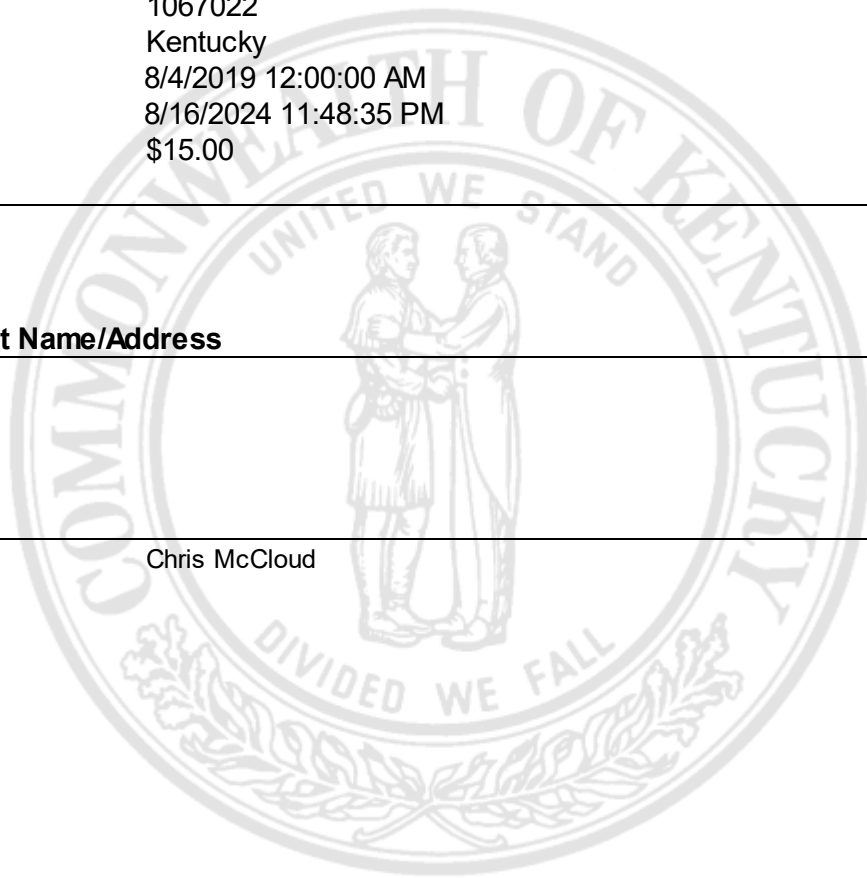 1067022
Kentucky
8/4/2019 12:00:00 AM
8/16/2024 11:48:35 PM
$15.00
t Name/Address
Chris McCloud
COMMONWEALTH OF KENTUCKY
UNITED WE STAND
DIVIDED WE FALL